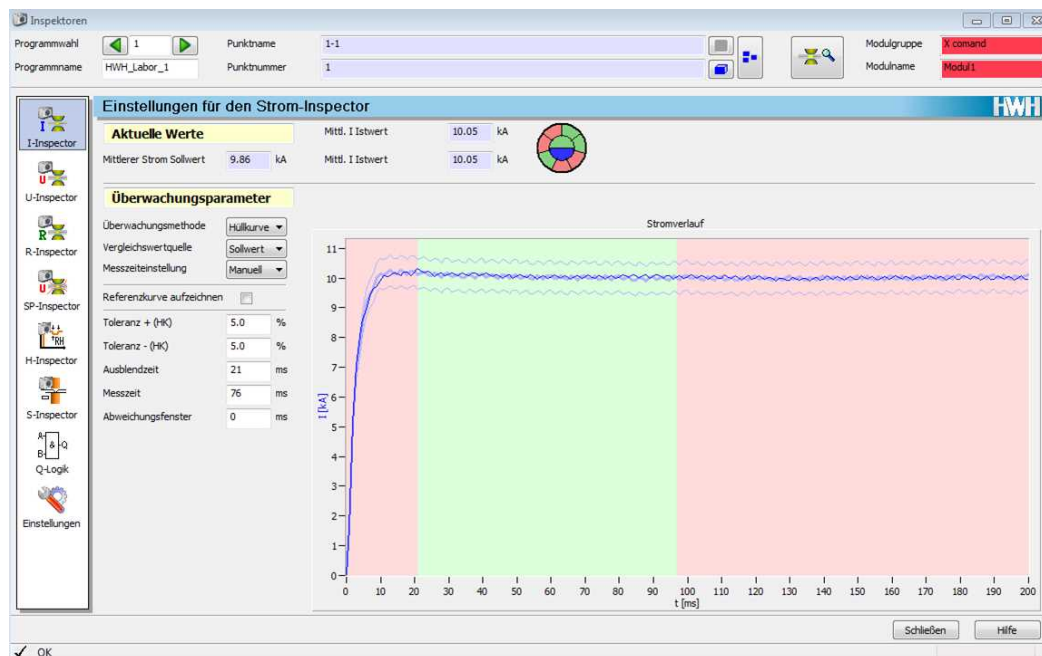 Inspektoren
Programmwahl 1 Punktname 1-1 Modulgruppe X comand
Programmname HWH_Labor_1 Punktnummer 1 Modulname Modul1
Einstellungen für den Strom-Inspector HWH
I
I-Inspector
U
U-Inspector
R
R-Inspector
U
SP-Inspector
RH
H-Inspector
S-Inspector
A
& Q
B
Q-Logik
Einstellungen
Aktuelle Werte Mittl. I Istwert 10.05 kA
Mittlerer Strom Sollwert 9.86 kA Mittl. I Istwert 10.05 kA
Überwachungsparameter
Überwachungsmethode Hüllkurve
Vergleichswertquelle Sollwert
Messzeiteinstellung Manuell
Referenzkurve aufzeichnen
Toleranz + (HK) 5.0 %
Toleranz - (HK) 5.0 %
Ausblendzeit 21 ms
Messzeit 76 ms
Abweichungsfenster 0 ms
Stromverlauf
11
10
9
8
7
6
5
4
3
2
1
0
I [kA]
0 10 20 30 40 50 60 70 80 90 100 110 120 130 140 150 160 170 180 190 200
t [ms]
Schließen Hilfe
OK